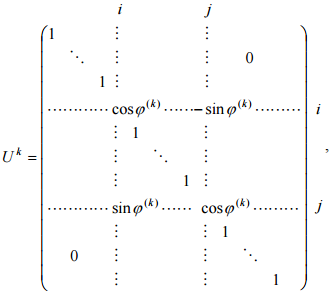 i j
1 ⋮ ⋮
⋱ ⋮ ⋮ 0
1 ⋮ ⋮
⋯⋯⋯ cos φ^(k) ⋯⋯ − sin φ^(k) ⋯⋯⋯ i
⋮ 1 ⋮
U^k = ⋮ ⋱ ⋮ ,
⋮ 1 ⋮
⋯⋯⋯ sin φ^(k) ⋯⋯ cos φ^(k) ⋯⋯⋯ j
⋮ ⋮ 1
0 ⋮ ⋮ ⋱
⋮ ⋮ 1